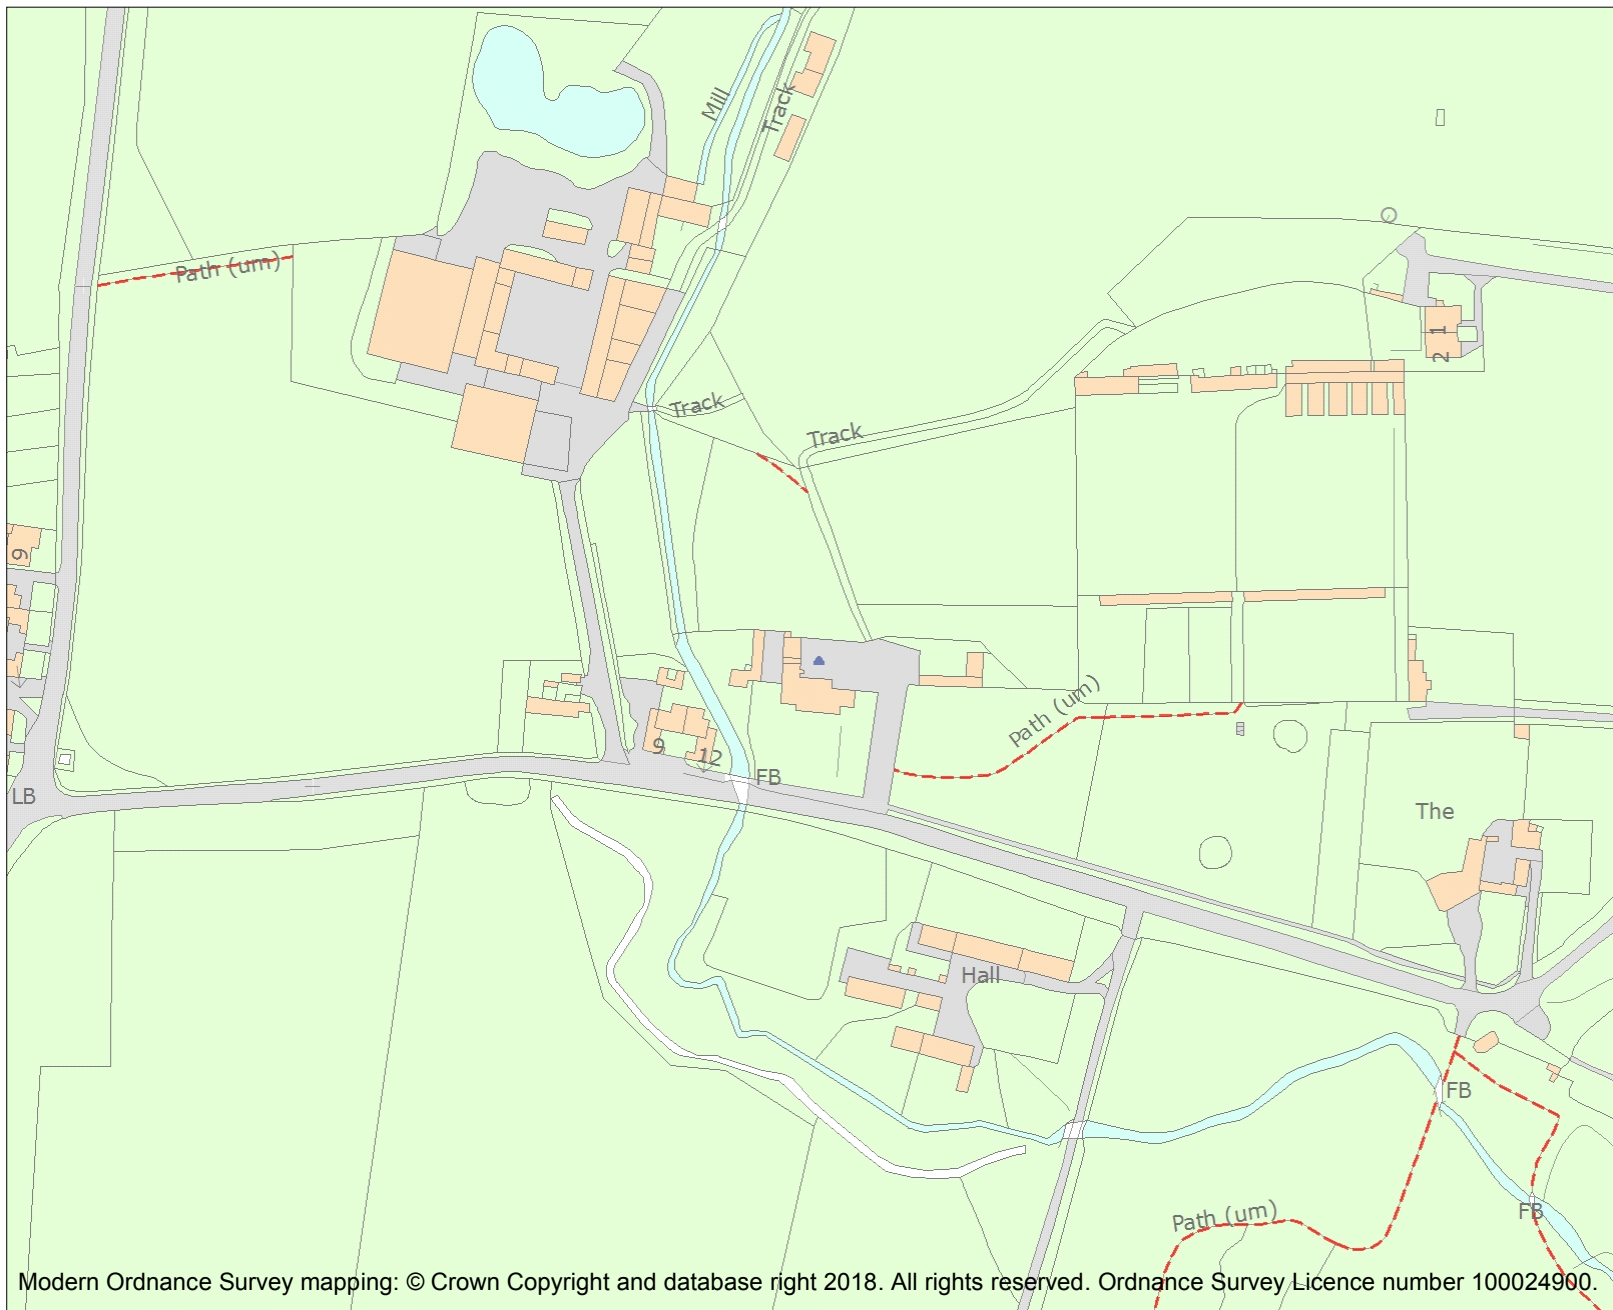 Mill
Track
Path (um)
1
2
Track
Track
9
Path (um)
9
12
FB
LB
The
Hall
FB
FB
Path (um)
Modern Ordnance Survey mapping: © Crown Copyright and database right 2018. All rights reserved. Ordnance Survey Licence number 100024900.